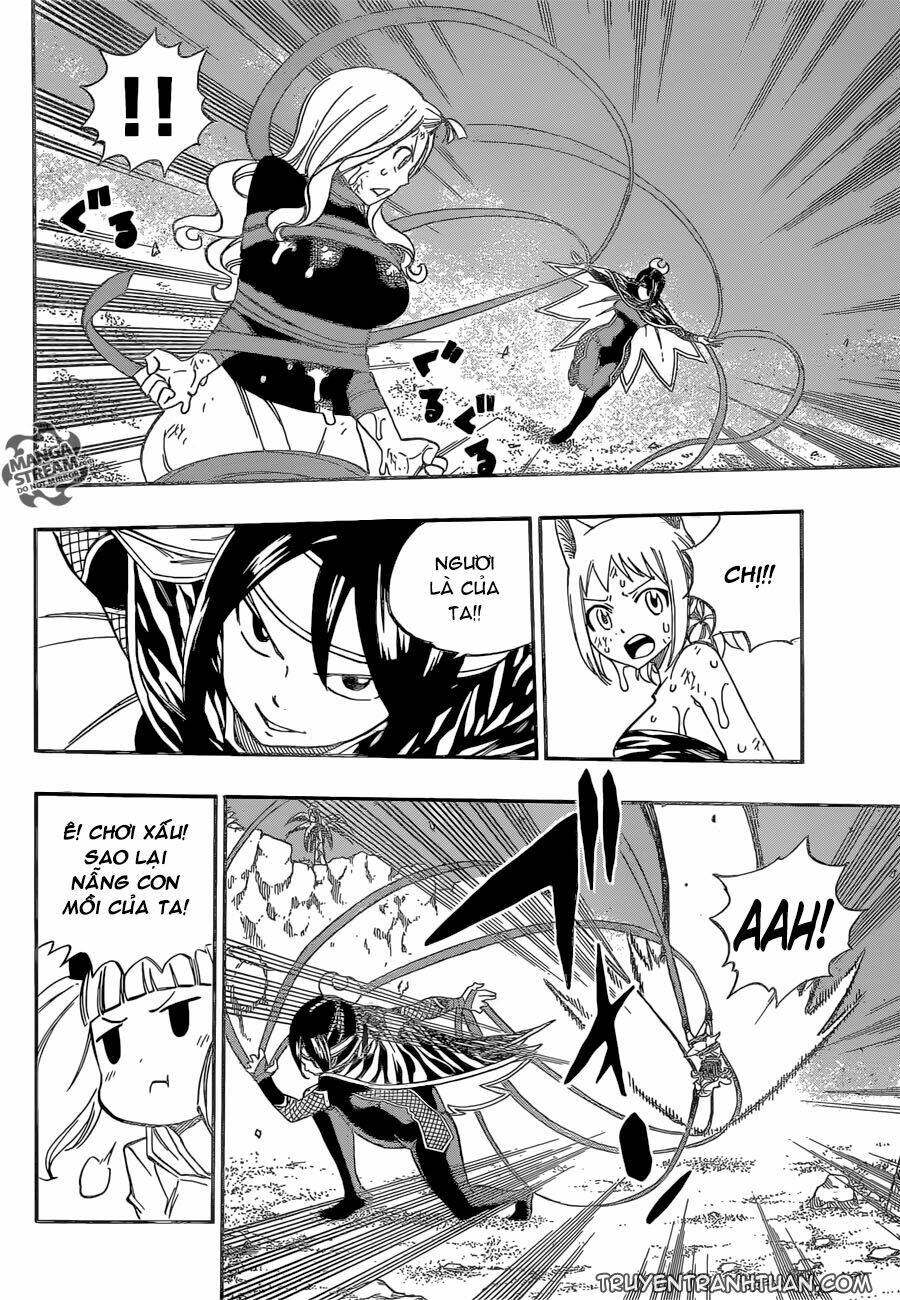 !!
ぐる
ぐるぐる
MANGA
STREAM
DO NOT MIRROR
CHỊ!!
NGƯƠI
LÀ CỦA
TA!!
AAH!
Ê! CHƠI XẤU!
SAO LẠI
NẪNG CON
MỒI CỦA TA!
TRUYENTRANHTUAN.COM